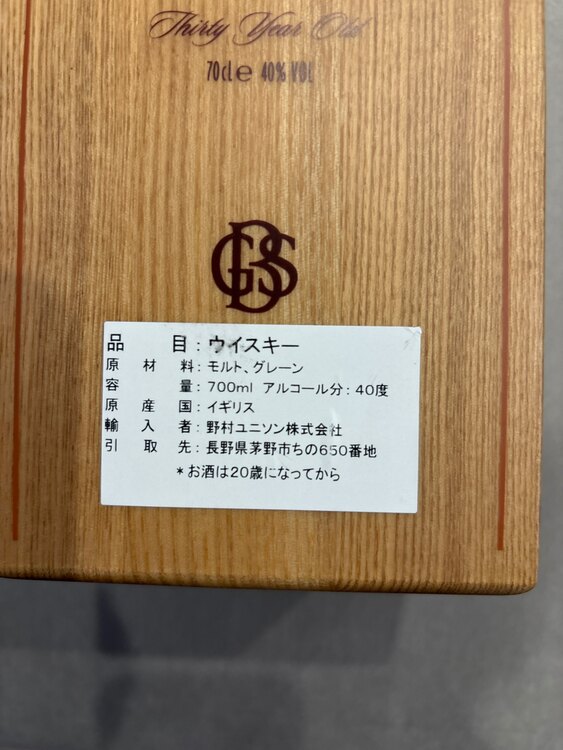 Thirty Year Old
70cl e 40% VOL
GBS
品目:ウイスキー
原材料:モルト、グレーン
容量:700ml アルコール分:40度
原産国:イギリス
輸入者:野村ユニソン株式会社
引取先:長野県茅野市ちの650番地
*お酒は20歳になってから